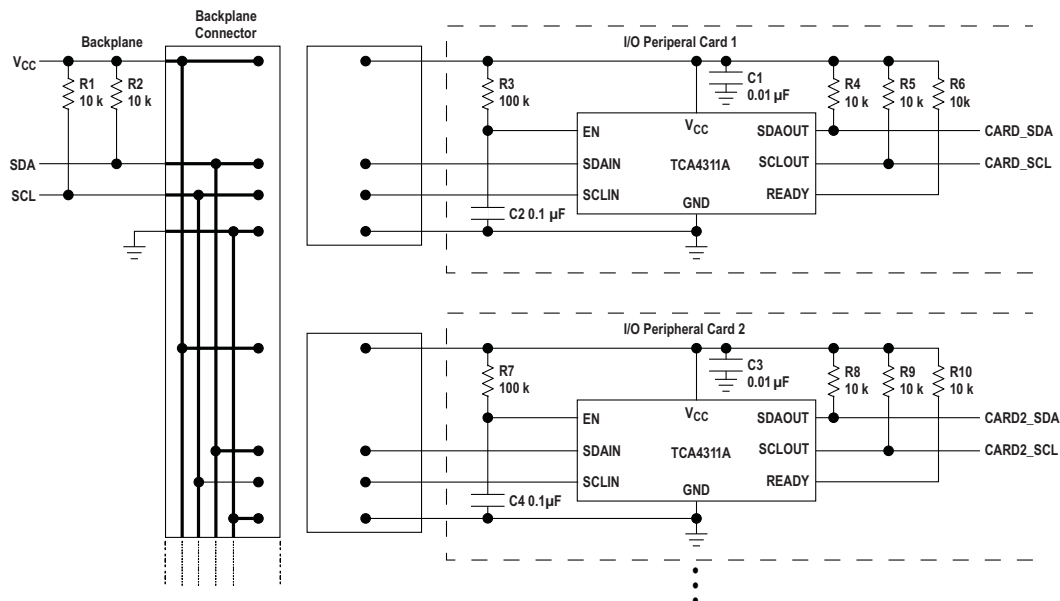 Backplane
Connector
Backplane
VCC
R1
10 k
R2
10 k
SDA
SCL
I/O Periperal Card 1
R3
100 k
C1
0.01 µF
R4
10 k
R5
10 k
R6
10k
EN
VCC
SDAOUT
CARD_SDA
SDAIN
TCA4311A
SCLOUT
CARD_SCL
SCLIN
READY
GND
C2 0.1 µF
I/O Peripheral Card 2
R7
100 k
C3
0.01 µF
R8
10 k
R9
10 k
R10
10 k
EN
VCC
SDAOUT
CARD2_SDA
SDAIN
TCA4311A
SCLOUT
CARD2_SCL
SCLIN
READY
GND
C4 0.1µF